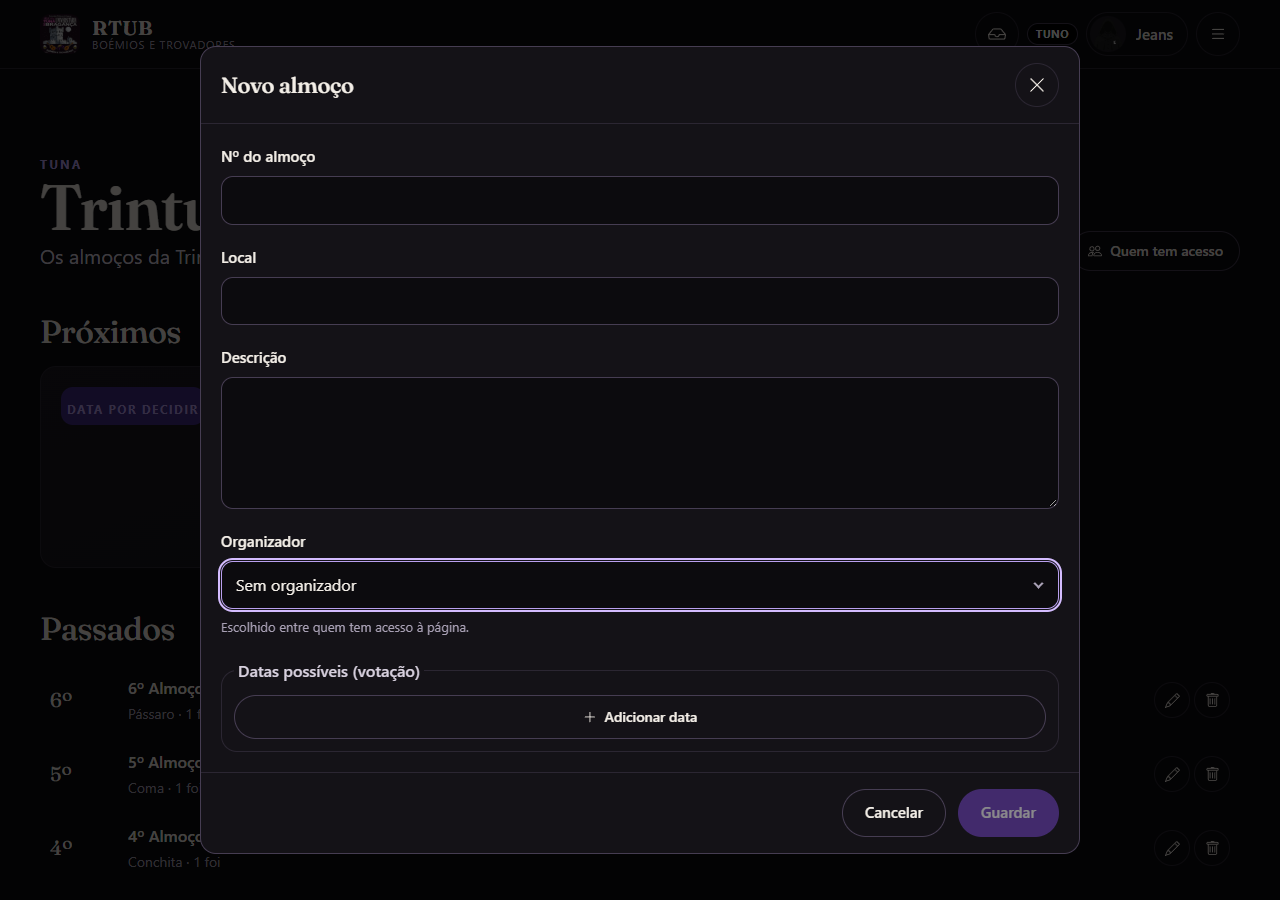 RTUB
BOÉMIOS E TROVADORES
TUNO
Jeans
Novo almoço
Nº do almoço
TUNA
Trintu
Os almoços da Trin
Quem tem acesso
Local
Próximos
Descrição
DATA POR DECIDIR
Organizador
Sem organizador
Escolhido entre quem tem acesso à página.
Passados
Datas possíveis (votação)
Adicionar data
6º
6º Almoço
Pássaro · 1 f
5º
5º Almoço
Coma · 1 fo
Cancelar
Guardar
4º
4º Almoço
Conchita · 1 foi